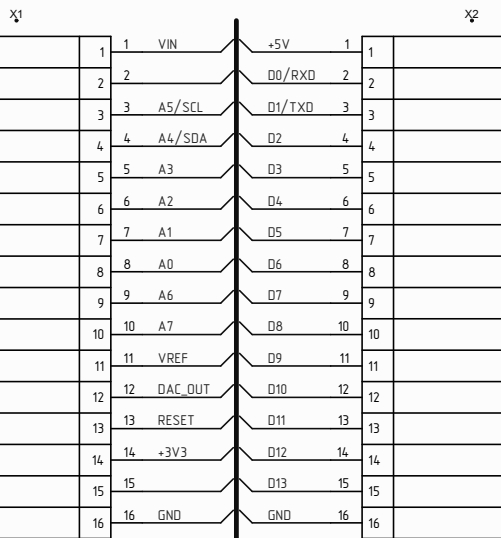 X1 X2
1 1 VIN +5V 1 1
2 2 D0/RXD 2 2
3 3 A5/SCL D1/TXD 3 3
4 4 A4/SDA D2 4 4
5 5 A3 D3 5 5
6 6 A2 D4 6 6
7 7 A1 D5 7 7
8 8 A0 D6 8 8
9 9 A6 D7 9 9
10 10 A7 D8 10 10
11 11 VREF D9 11 11
12 12 DAC_OUT D10 12 12
13 13 RESET D11 13 13
14 14 +3V3 D12 14 14
15 15 D13 15 15
16 16 GND GND 16 16